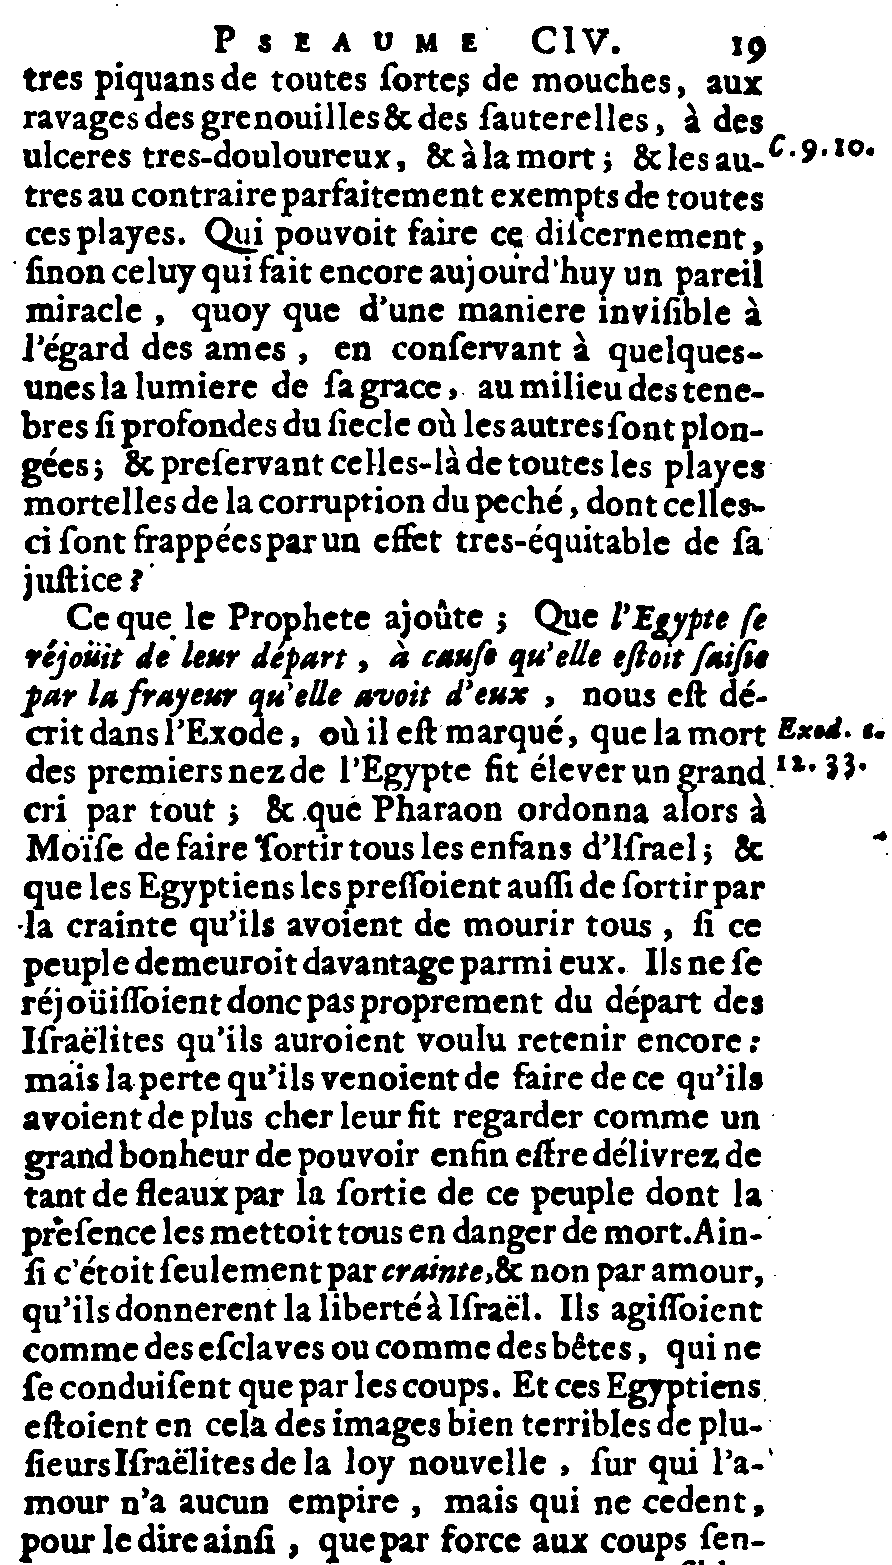 PSEAUME CIV. 19
tres piquans de toutes ſortes de mouches, aux
ravages des grenouilles & des ſauterelles, à des
ulceres tres-douloureux, & à la mort; & les au- C. 9. 10.
tres au contraire parfaitement exempts de toutes
ces playes. Qui pouvoit faire ce diſcernement,
ſinon celuy qui fait encore aujourd'huy un pareil
miracle, quoy que d'une maniere inviſible à
l'égard des ames, en conſervant à quelques-
unes la lumiere de ſa grace, au milieu des tene-
bres ſi profondes du ſiecle où les autres ſont plon-
gées; & preſervant celles-là de toutes les playes
mortelles de la corruption du peché, dont celles-
ci ſont frappées par un effet tres-équitable de ſa
juſtice?
Ce que le Prophete ajoûte; Que l'Egypte ſe
réjoüit de leur départ, à cauſe qu'elle eſtoit ſaiſie
par la frayeur qu'elle avoit d'eux, nous eſt dé-
crit dans l'Exode, où il eſt marqué, que la mort Exod. c.
des premiers nez de l'Egypte fit élever un grand 12. 33.
cri par tout; & que Pharaon ordonna alors à
Moïſe de faire ſortir tous les enfans d'Iſrael; &
que les Egyptiens les preſſoient auſſi de ſortir par
la crainte qu'ils avoient de mourir tous, ſi ce
peuple demeuroit davantage parmi eux. Ils ne ſe
réjoüiſſoient donc pas proprement du départ des
Iſraëlites qu'ils auroient voulu retenir encore:
mais la perte qu'ils venoient de faire de ce qu'ils
avoient de plus cher leur fit regarder comme un
grand bonheur de pouvoir enfin eſtre délivrez de
tant de fleaux par la ſortie de ce peuple dont la
preſence les mettoit tous en danger de mort. Ain-
ſi c'étoit ſeulement par crainte, & non par amour,
qu'ils donnerent la liberté à Iſraël. Ils agiſſoient
comme des eſclaves ou comme des bêtes, qui ne
ſe conduiſent que par les coups. Et ces Egyptiens
eſtoient en cela des images bien terribles de plu-
ſieurs Iſraëlites de la loy nouvelle, ſur qui l'a-
mour n'a aucun empire, mais qui ne cedent,
pour le dire ainſi, que par force aux coups ſen-